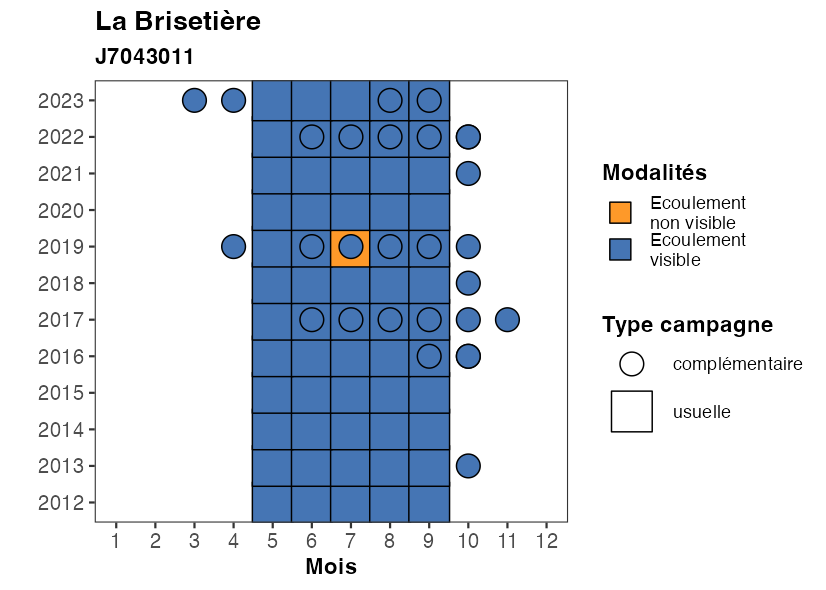 La Brisetière
J7043011
2023
2022
2021
2020
2019
2018
2017
2016
2015
2014
2013
2012
1 2 3 4 5 6 7 8 9 10 11 12
Mois
Modalités
Ecoulement
non visible
Ecoulement
visible
Type campagne
complémentaire
usuelle